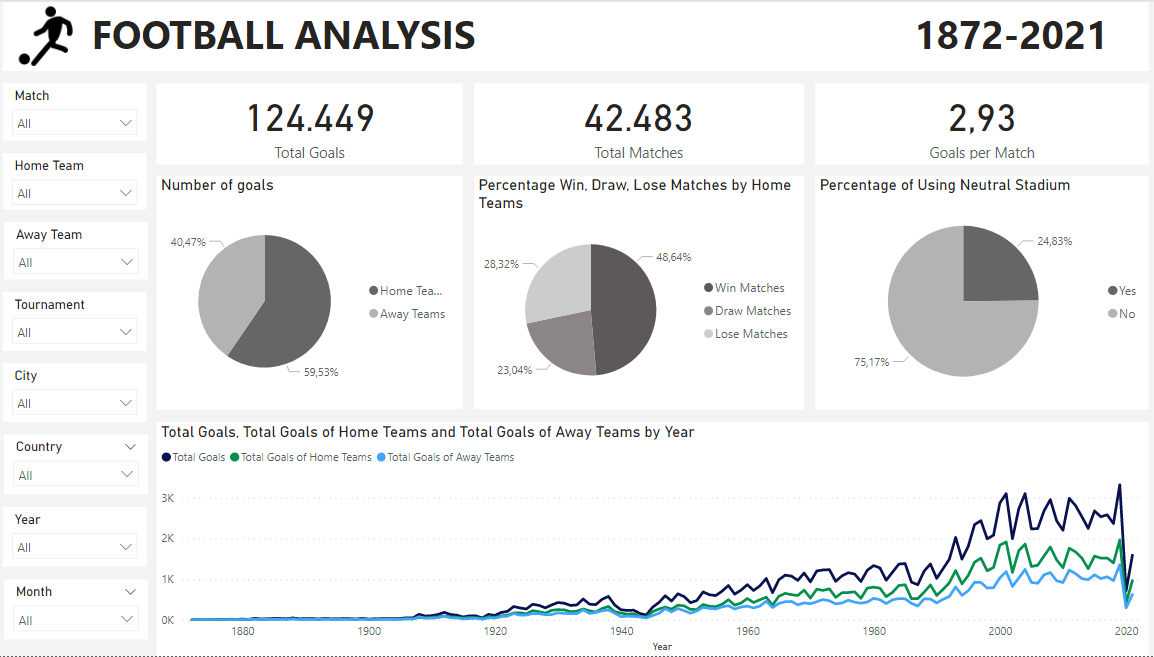 FOOTBALL ANALYSIS
1872-2021
Match
All
Home Team
All
Away Team
All
Tournament
All
City
All
Country
All
Year
All
Month
All
124.449
Total Goals
42.483
Total Matches
2,93
Goals per Match
Number of goals
40,47%
59,53%
Home Tea...
Away Teams
Percentage Win, Draw, Lose Matches by Home
Teams
28,32%
48,64%
23,04%
Win Matches
Draw Matches
Lose Matches
Percentage of Using Neutral Stadium
24,83%
75,17%
Yes
No
Total Goals, Total Goals of Home Teams and Total Goals of Away Teams by Year
Total Goals Total Goals of Home Teams Total Goals of Away Teams
3K
2K
1K
0K
1880 1900 1920 1940 1960 1980 2000 2020
Year